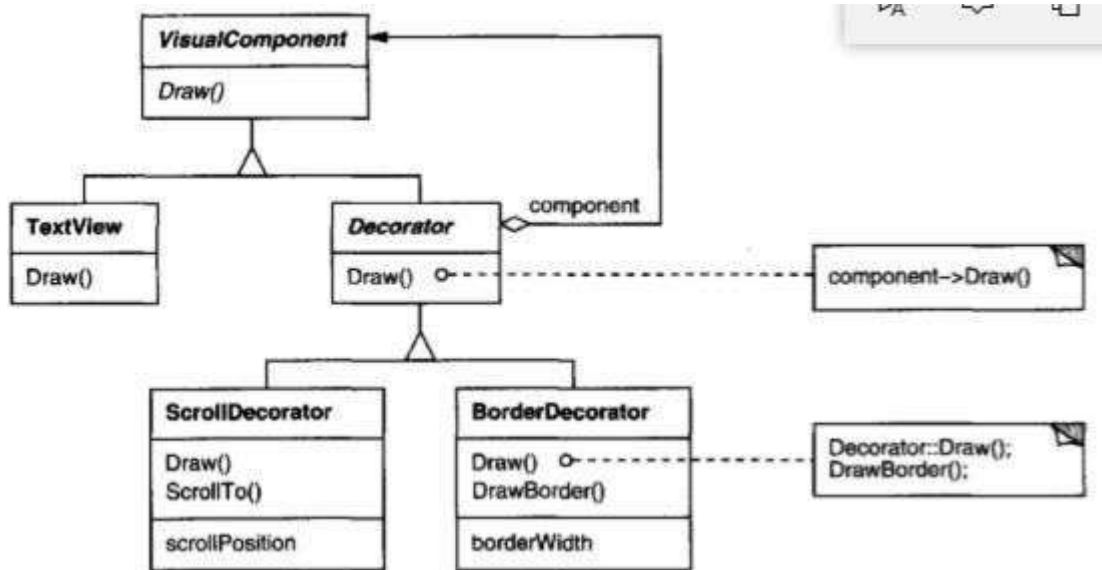 VisualComponent
Draw()
component
TextView
Draw()
Decorator
Draw()
component->Draw()
ScrollDecorator
Draw()
ScrollTo()
scrollPosition
BorderDecorator
Draw()
DrawBorder()
borderWidth
Decorator::Draw();
DrawBorder();